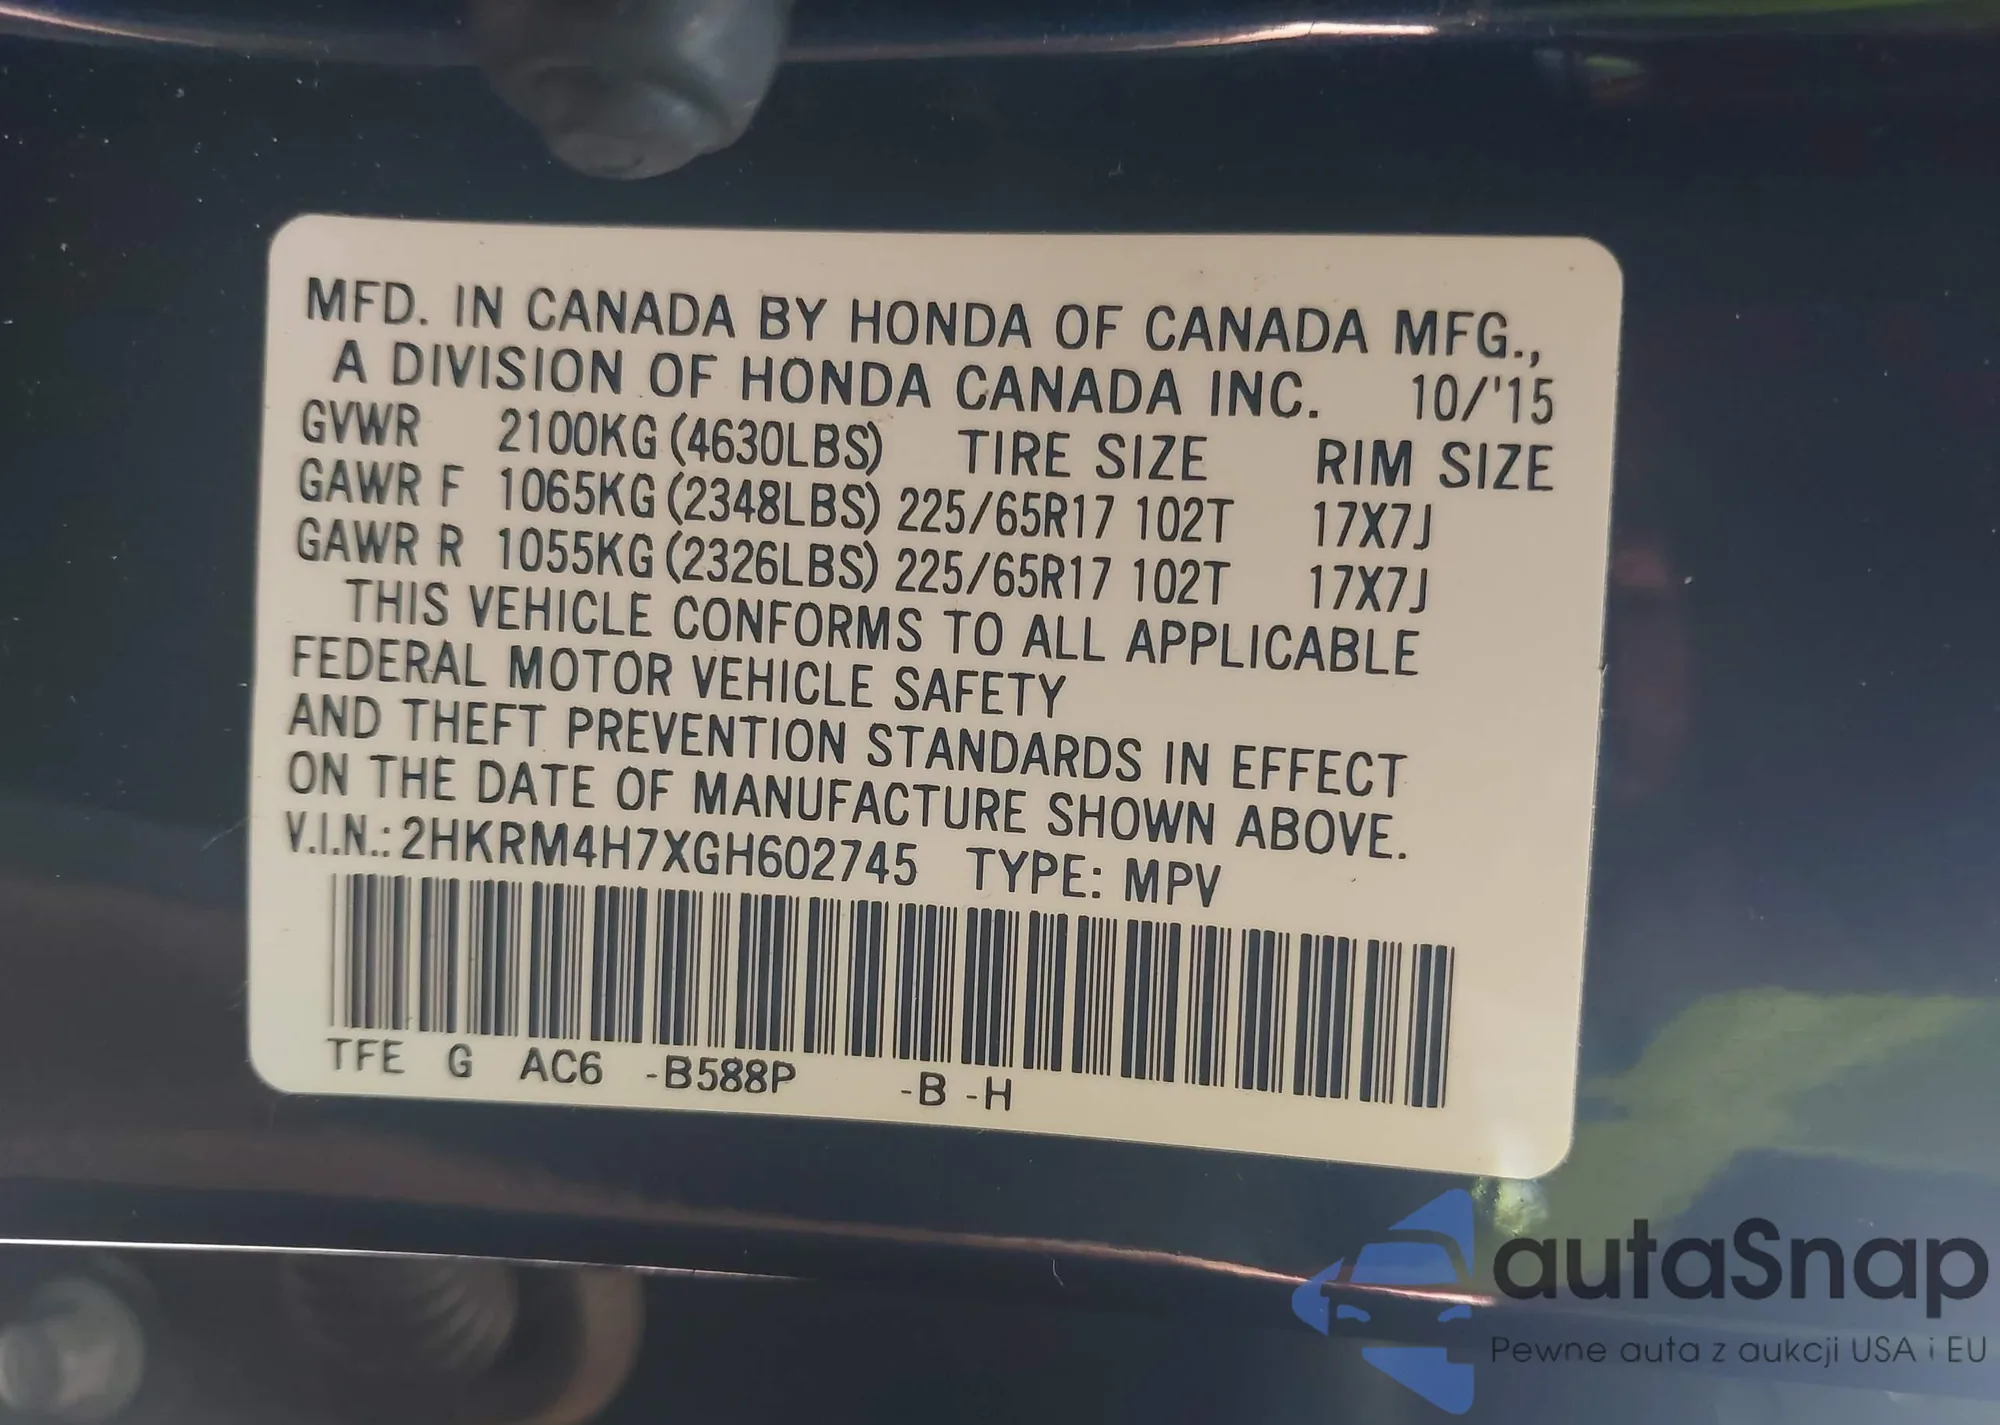 MFD. IN CANADA BY HONDA OF CANADA MFG.,
A DIVISION OF HONDA CANADA INC. 10/'15
GVWR 2100KG (4630LBS) TIRE SIZE RIM SIZE
GAWR F 1065KG (2348LBS) 225/65R17 102T 17X7J
GAWR R 1055KG (2326LBS) 225/65R17 102T 17X7J
THIS VEHICLE CONFORMS TO ALL APPLICABLE
FEDERAL MOTOR VEHICLE SAFETY
AND THEFT PREVENTION STANDARDS IN EFFECT
ON THE DATE OF MANUFACTURE SHOWN ABOVE.
V.I.N.: 2HKRM4H7XGH602745 TYPE: MPV
TFE G AC6 -B588P -B -H
autaSnap
Pewne auta z aukcji USA i EU